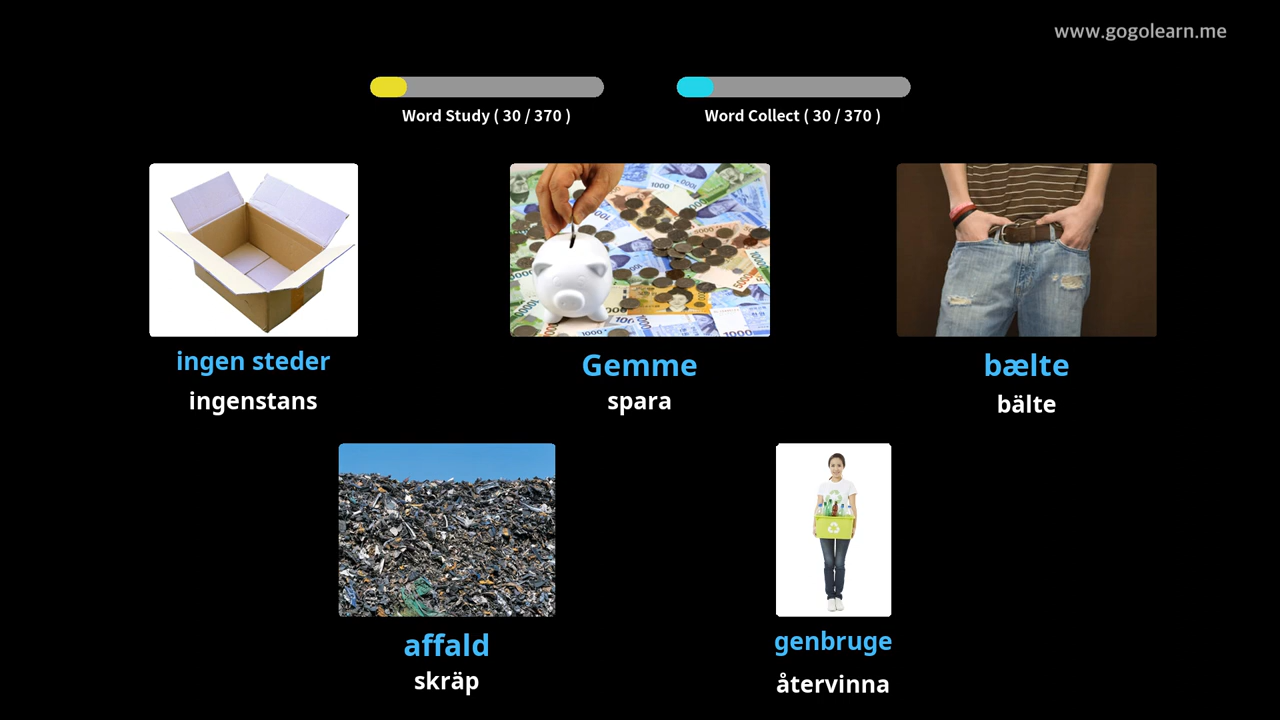 www.gogolearn.me
Word Study ( 30 / 370 )
Word Collect ( 30 / 370 )
ingen steder
ingenstans
Gemme
spara
bælte
bälte
affald
skräp
genbruge
återvinna